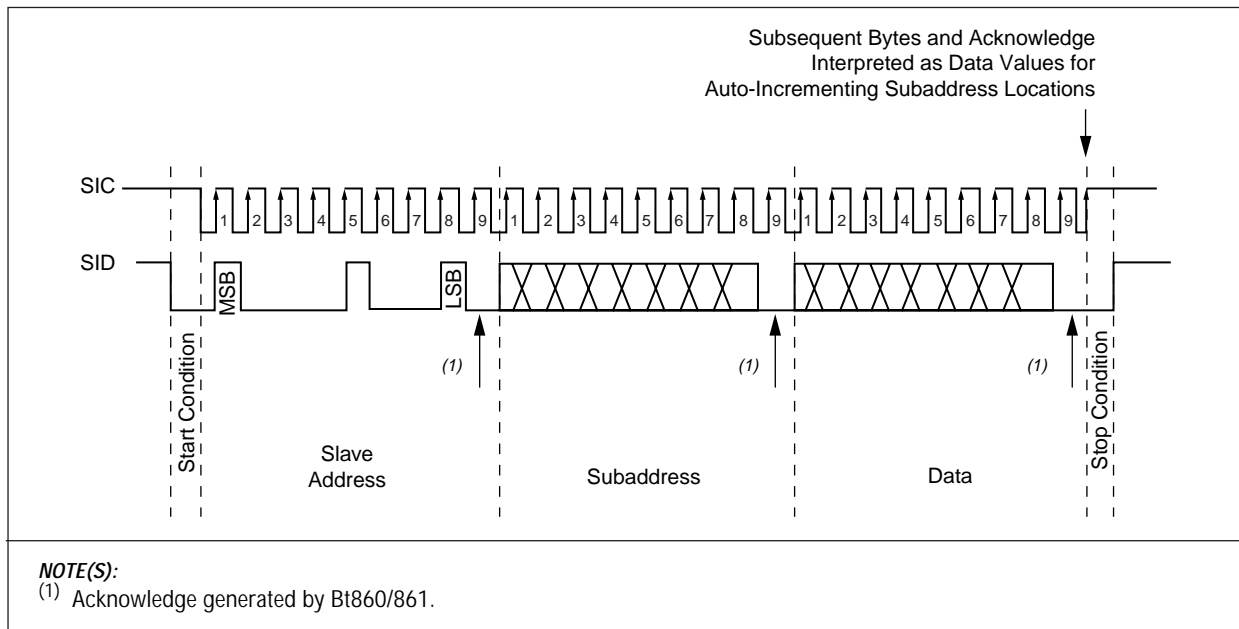 Subsequent Bytes and Acknowledge
Interpreted as Data Values for
Auto-Incrementing Subaddress Locations
SIC
1 2 3 4 5 6 7 8 9 1 2 3 4 5 6 7 8 9 1 2 3 4 5 6 7 8 9
SID
MSB
LSB
(1) (1) (1)
Start Condition
Slave
Address
Subaddress
Data
Stop Condition
NOTE(S):
(1) Acknowledge generated by Bt860/861.